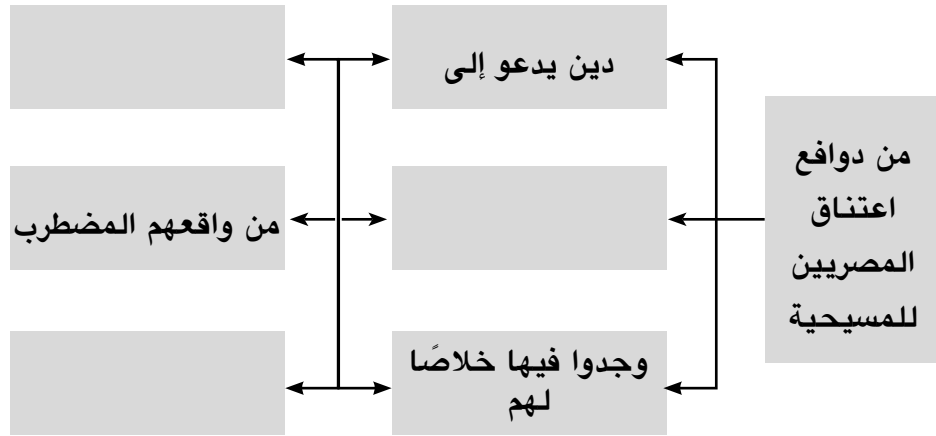 من دوافع
اعتناق
المصريين
للمسيحية
دين يدعو إلى
من واقعهم المضطرب
وجدوا فيها خلاصًا
لهم